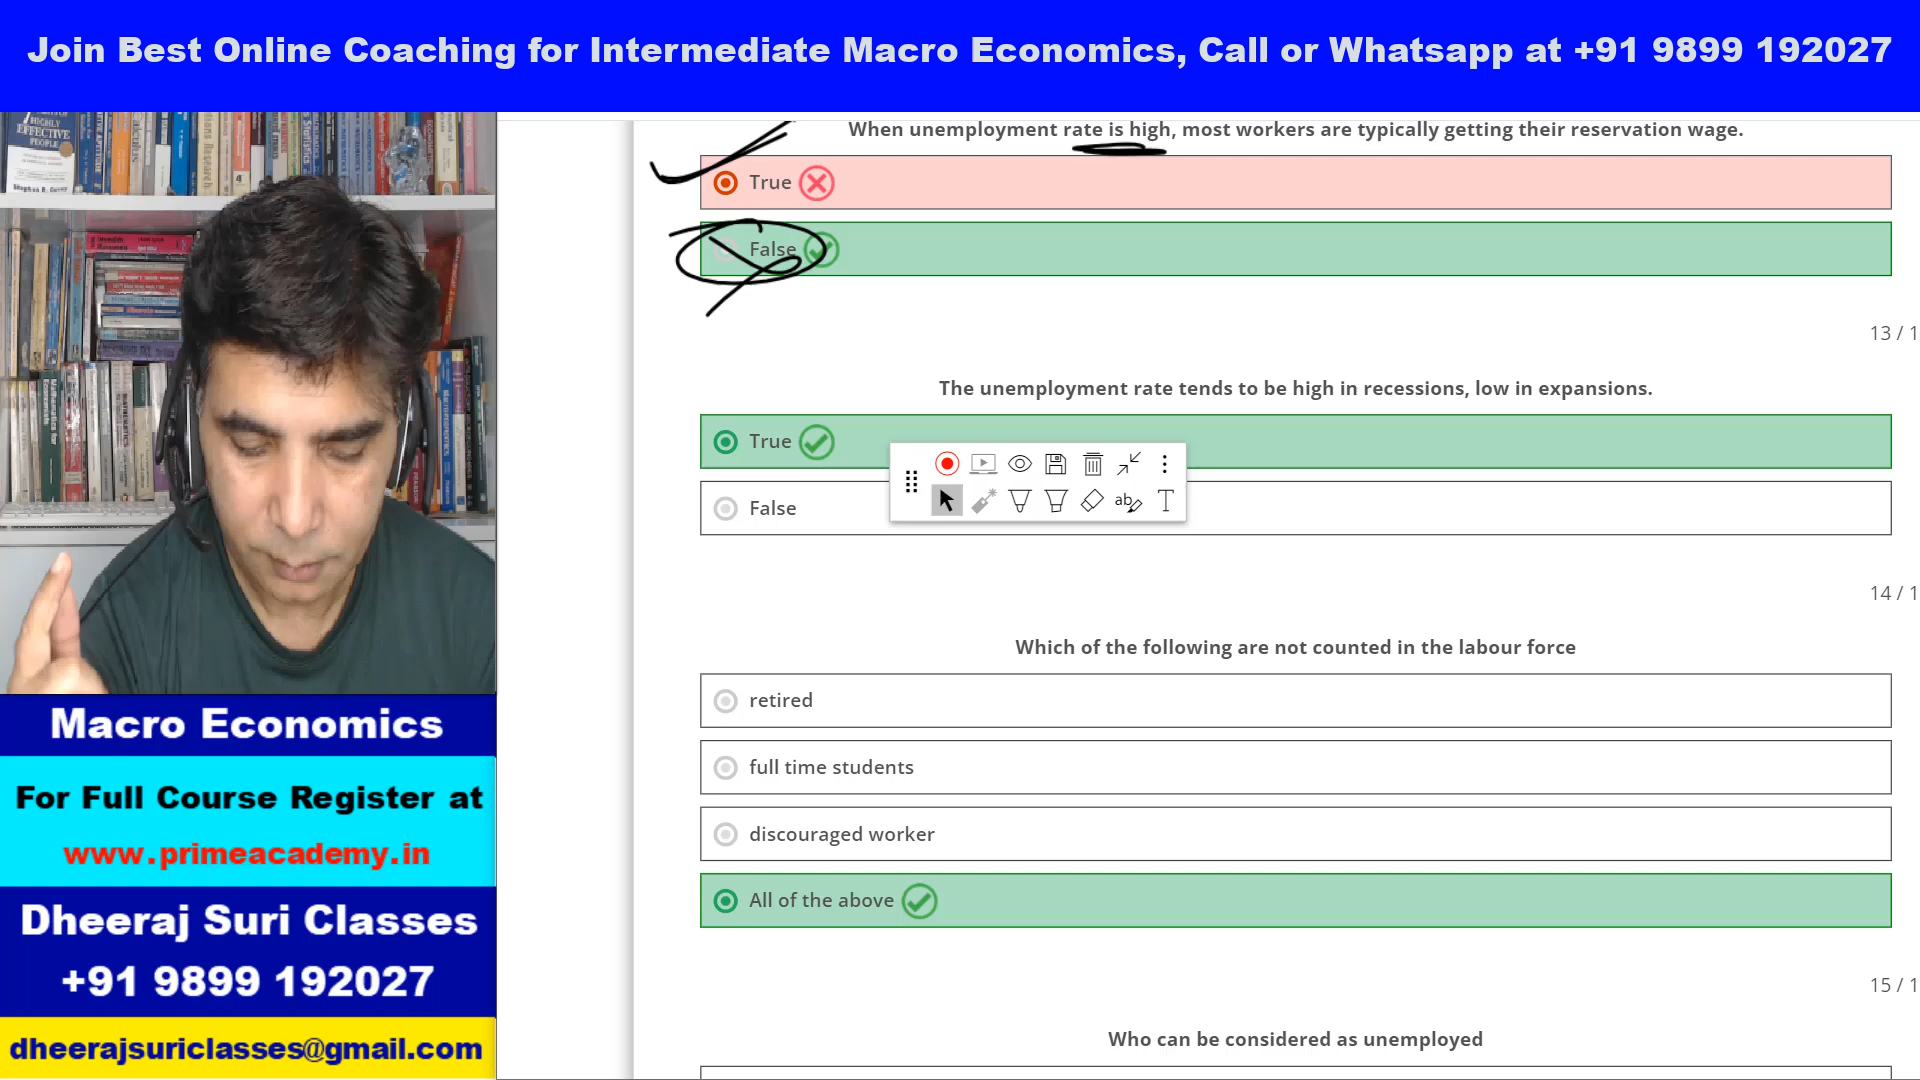 Join Best Online Coaching for Intermediate Macro Economics, Call or Whatsapp at +91 9899 192027
HIGHLY
EFFECTIVE
PEOPLE
When unemployment rate is high, most workers are typically getting their reservation wage.
True
False
13 / 1
The unemployment rate tends to be high in recessions, low in expansions.
True
False
ab
T
14 / 1
Which of the following are not counted in the labour force
retired
full time students
discouraged worker
All of the above
15 / 1
Who can be considered as unemployed
Macro Economics
For Full Course Register at
www.primeacademy.in
Dheeraj Suri Classes
+91 9899 192027
dheerajsuriclasses@gmail.com